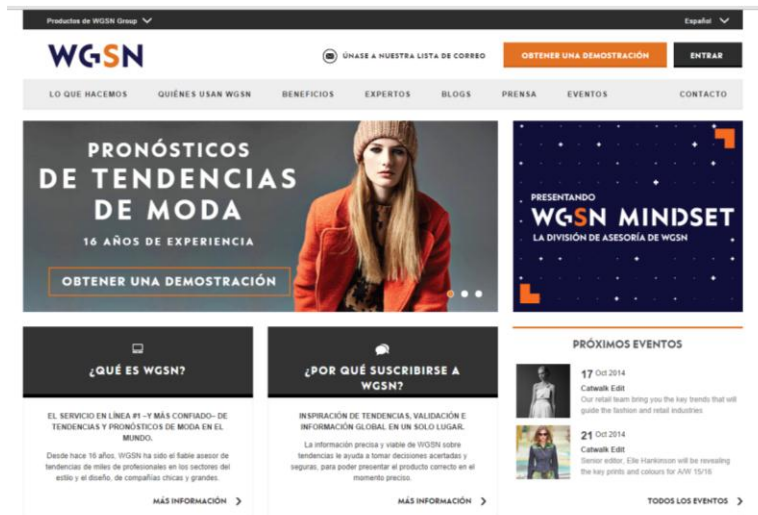 Productos de WGSN Group
Español
WGSN
ÚNASE A NUESTRA LISTA DE CORREO
OBTENER UNA DEMOSTRACIÓN
ENTRAR
LO QUE HACEMOS
QUIÉNES USAN WGSN
BENEFICIOS
EXPERTOS
BLOGS
PRENSA
EVENTOS
CONTACTO
PRONÓSTICOS
DE TENDENCIAS
DE MODA
16 AÑOS DE EXPERIENCIA
OBTENER UNA DEMOSTRACIÓN
PRESENTANDO
WGSN MINDSET
LA DIVISIÓN DE ASESORÍA DE WGSN
¿QUÉ ES WGSN?
EL SERVICIO EN LÍNEA #1 –Y MÁS CONFIADO– DE
TENDENCIAS Y PRONÓSTICOS DE MODA EN EL
MUNDO.
Desde hace 16 años, WGSN ha sido el fiable asesor de
tendencias de miles de profesionales en los sectores del
estilo y el diseño, de compañías chicas y grandes.
MÁS INFORMACIÓN
¿POR QUÉ SUSCRIBIRSE A
WGSN?
INSPIRACIÓN DE TENDENCIAS, VALIDACIÓN E
INFORMACIÓN GLOBAL EN UN SOLO LUGAR.
La información precisa y viable de WGSN sobre
tendencias le ayuda a tomar decisiones acertadas y
seguras, para poder presentar el producto correcto en el
momento preciso.
MÁS INFORMACIÓN
PRÓXIMOS EVENTOS
17 Oct 2014
Catwalk Edit
Our retail team bring you the key trends that will
guide the fashion and retail industries
21 Oct 2014
Catwalk Edit
Senior editor, Elle Hankinson will be revealing
the key prints and colours for A/W 15/16
TODOS LOS EVENTOS